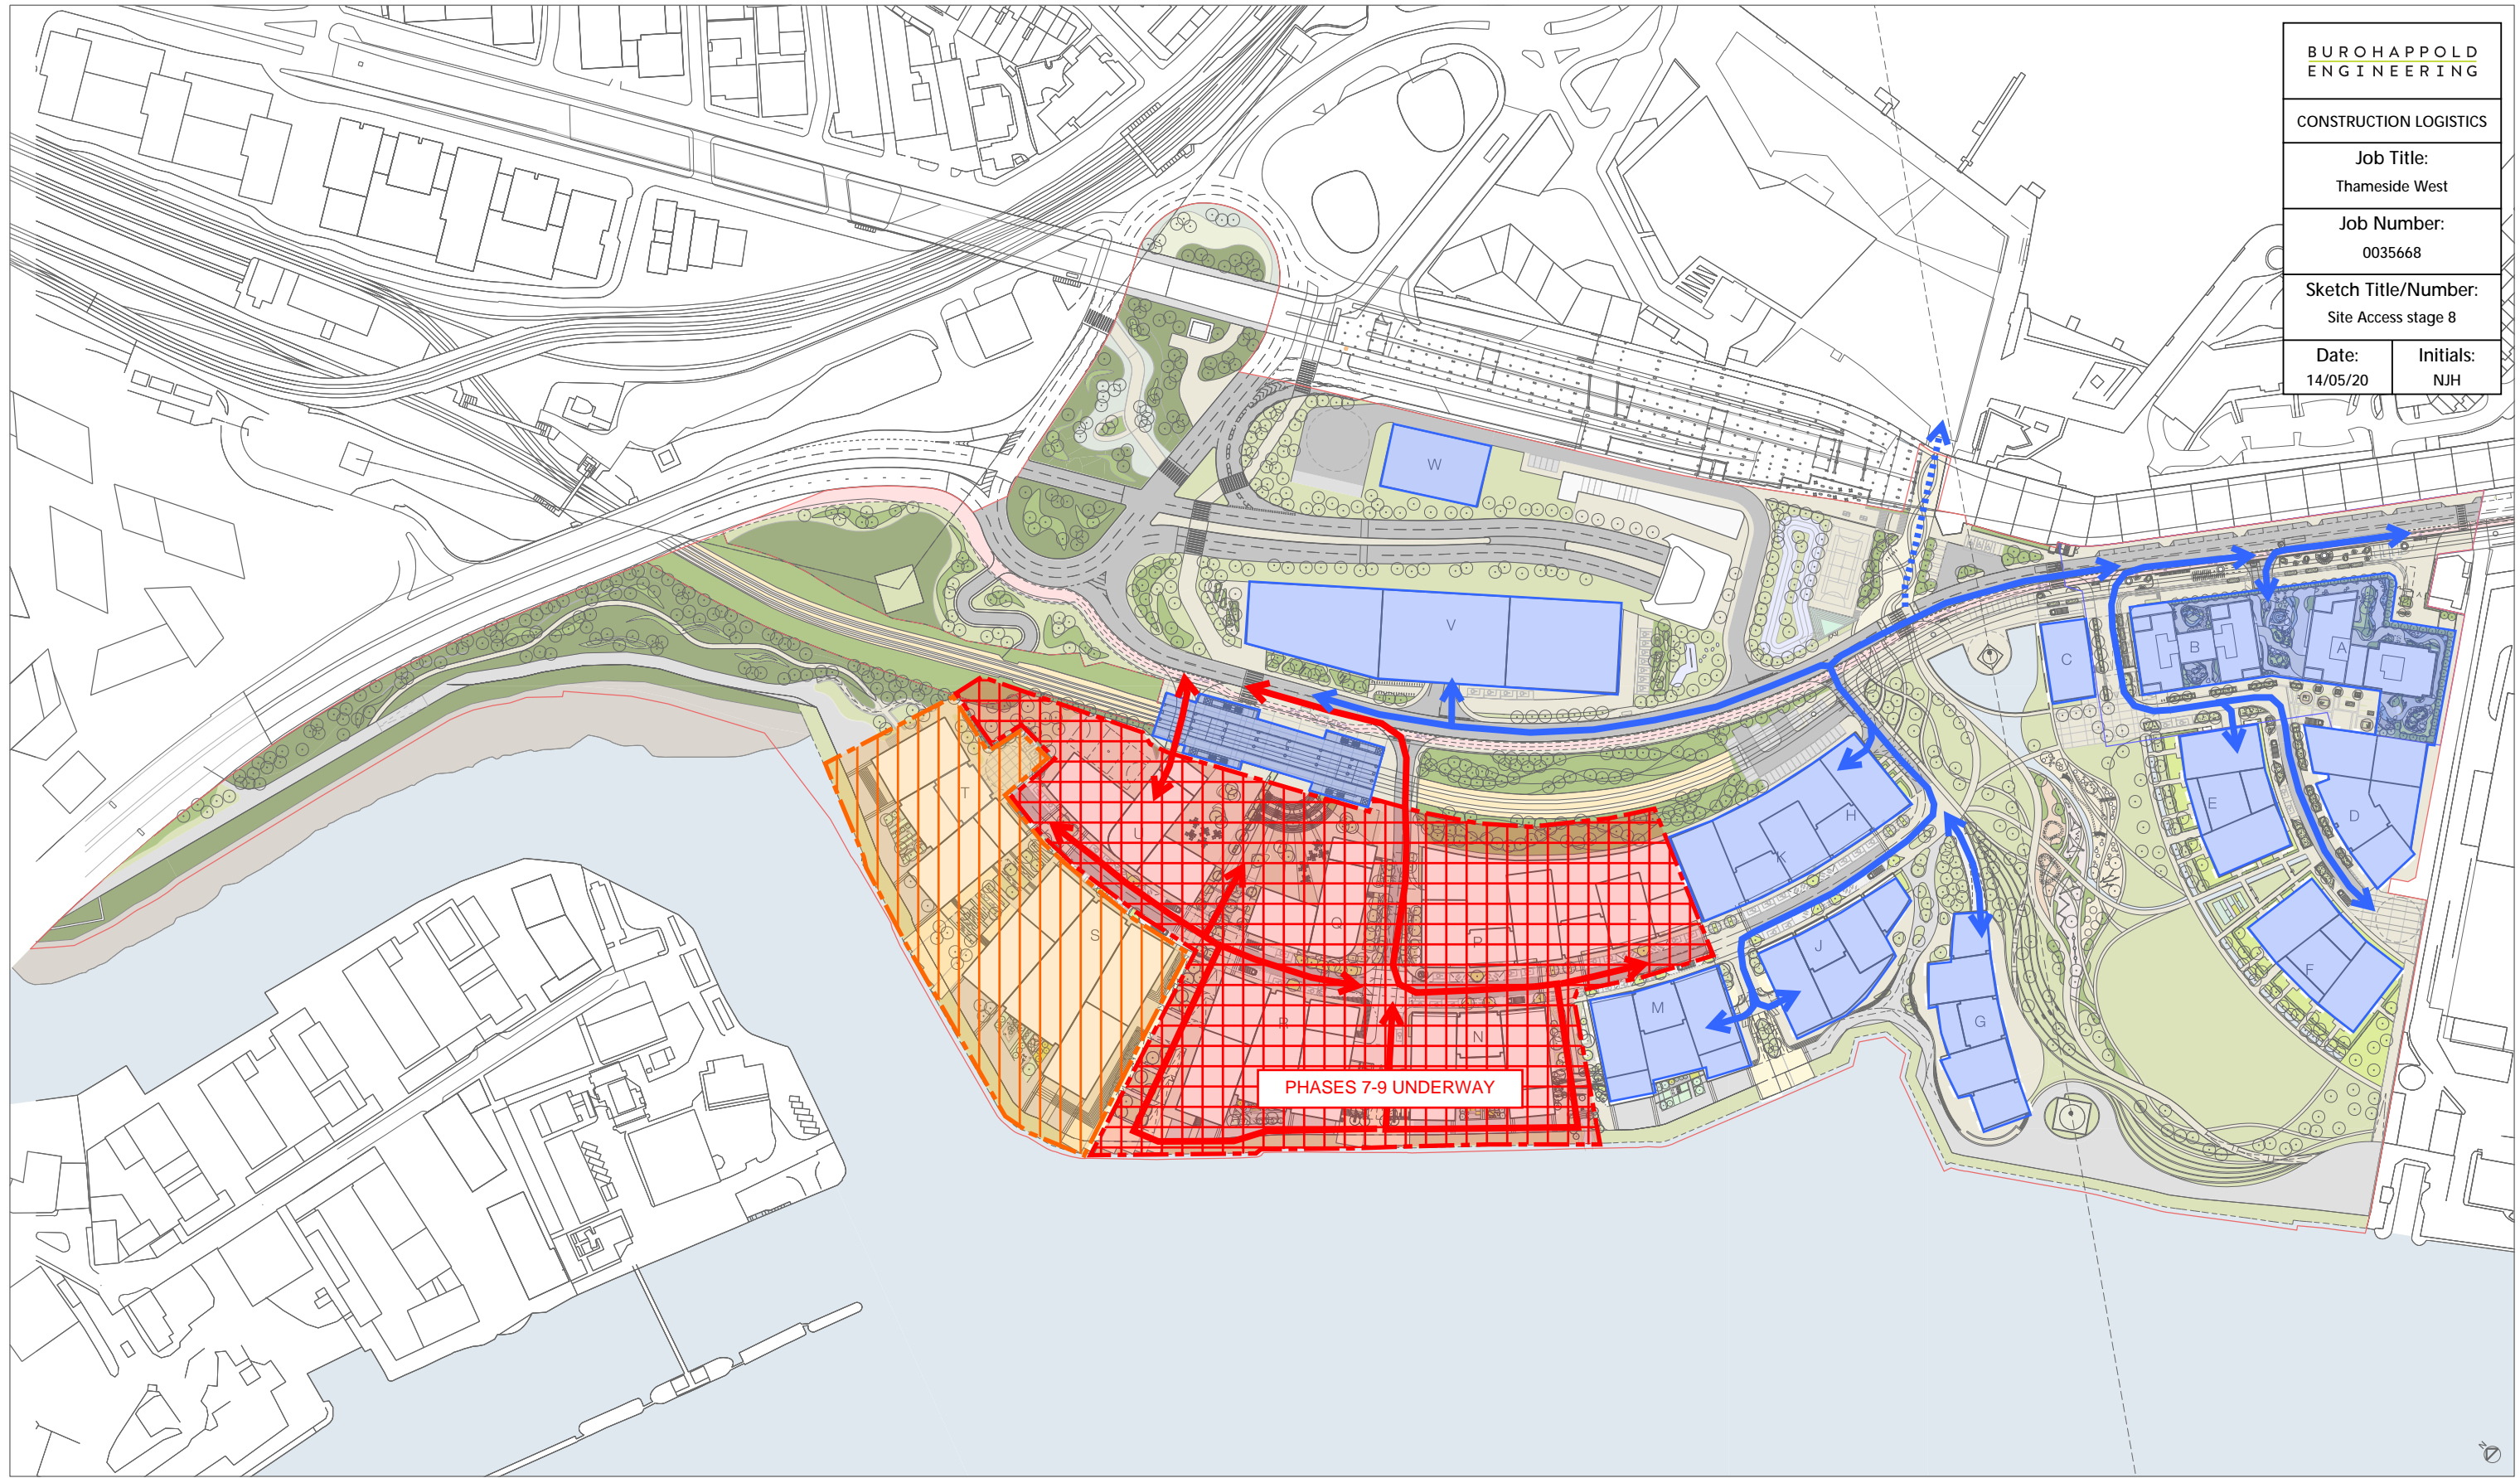 BUROHAPPOLD
ENGINEERING
CONSTRUCTION LOGISTICS
Job Title:
Thameside West
Job Number:
0035668
Sketch Title/Number:
Site Access stage 8
Date:
14/05/20
Initials:
NJH
W
V
C
B
A
E
D
F
H
K
J
M
G
T
S
U
Q
P
L
R
N
PHASES 7-9 UNDERWAY
N